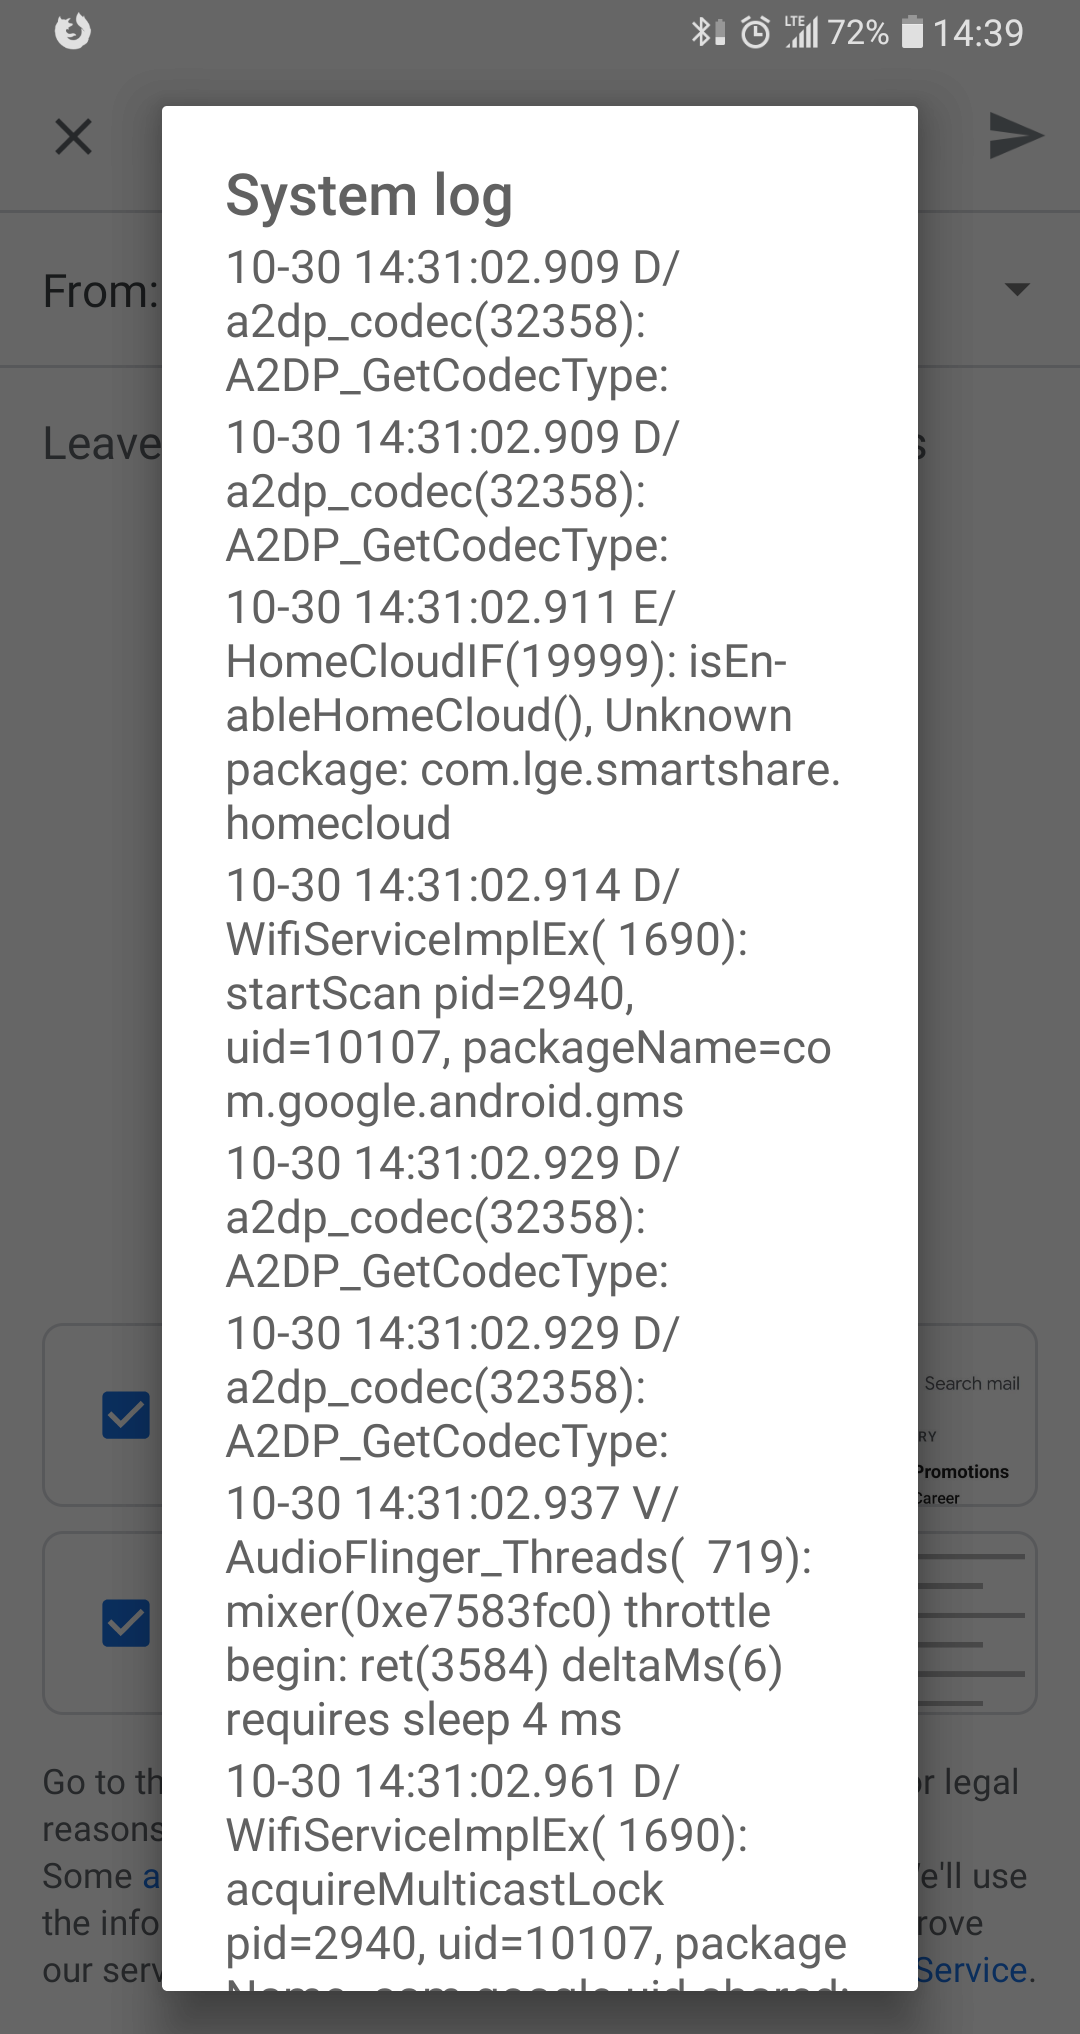 LTE 72% 14:39
From:
Leave
s
System log
10-30 14:31:02.909 D/
a2dp_codec(32358):
A2DP_GetCodecType:
10-30 14:31:02.909 D/
a2dp_codec(32358):
A2DP_GetCodecType:
10-30 14:31:02.911 E/
HomeCloudIF(19999): isEn-
ableHomeCloud(), Unknown
package: com.lge.smartshare.
homecloud
10-30 14:31:02.914 D/
WifiServiceImplEx( 1690):
startScan pid=2940,
uid=10107, packageName=co
m.google.android.gms
10-30 14:31:02.929 D/
a2dp_codec(32358):
A2DP_GetCodecType:
10-30 14:31:02.929 D/
a2dp_codec(32358):
A2DP_GetCodecType:
10-30 14:31:02.937 V/
AudioFlinger_Threads(  719):
mixer(0xe7583fc0) throttle
begin: ret(3584) deltaMs(6)
requires sleep 4 ms
10-30 14:31:02.961 D/
WifiServiceImplEx( 1690):
acquireMulticastLock
pid=2940, uid=10107, package
Search mail
RY
Promotions
Career
Go to th
r legal
reasons
Some a
e'll use
the info
rove
our serv
Service.